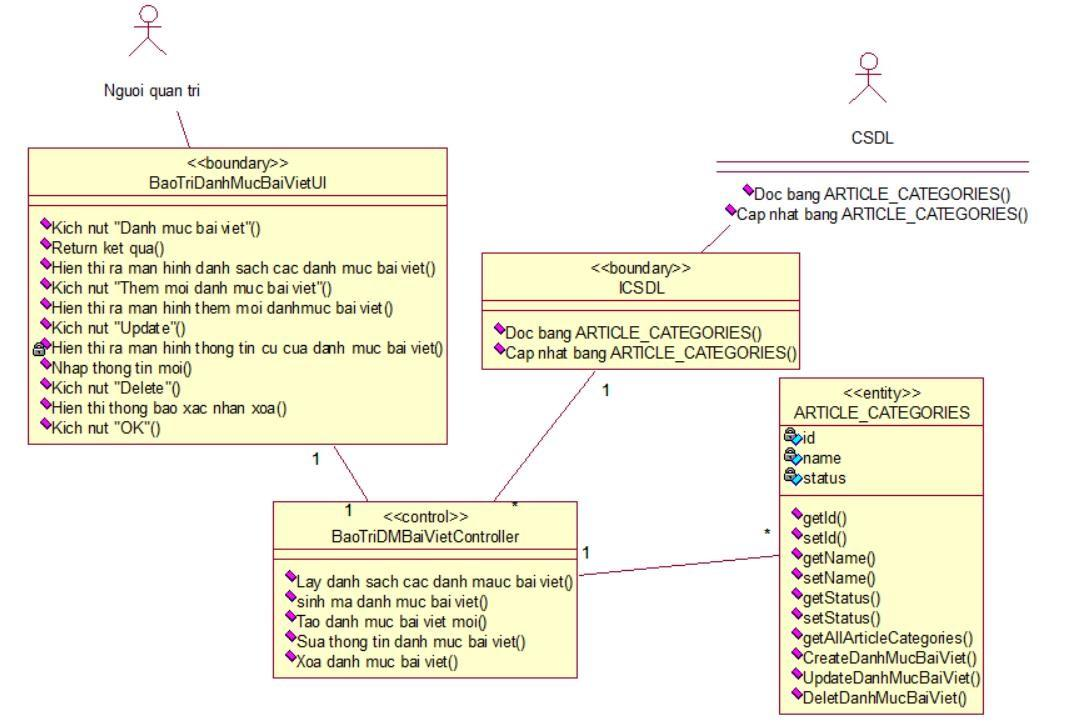 Nguoi quan tri
<<boundary>>
BaoTriDanhMucBaiVietUI
Kich nut "Danh muc bai viet"()
Return ket qua()
Hien thi ra man hinh danh sach cac danh muc bai viet()
Kich nut "Them moi danh muc bai viet"()
Hien thi ra man hinh them moi danhmuc bai viet()
Kich nut "Update"()
Hien thi ra man hinh thong tin cu cua danh muc bai viet()
Nhap thong tin moi()
Kich nut "Delete"()
Hien thi thong bao xac nhan xoa()
Kich nut "OK"()
CSDL
Doc bang ARTICLE_CATEGORIES()
Cap nhat bang ARTICLE_CATEGORIES()
<<boundary>>
ICSDL
Doc bang ARTICLE_CATEGORIES()
Cap nhat bang ARTICLE_CATEGORIES()
1
1
1
*
<<control>>
BaoTriDMBaiVietController
Lay danh sach cac danh mauc bai viet()
sinh ma danh muc bai viet()
Tao danh muc bai viet moi()
Sua thong tin danh muc bai viet()
Xoa danh muc bai viet()
1
*
<<entity>>
ARTICLE_CATEGORIES
id
name
status
getId()
setId()
getName()
setName()
getStatus()
setStatus()
getAllArticleCategories()
CreateDanhMucBaiViet()
UpdateDanhMucBaiViet()
DeletDanhMucBaiViet()